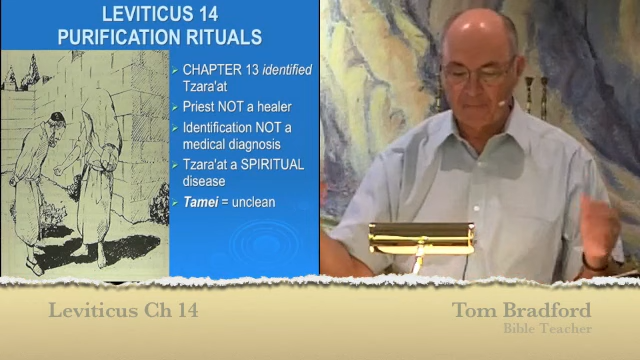 LEVITICUS 14
PURIFICATION RITUALS
CHAPTER 13 identified
Tzara'at
Priest NOT a healer
Identification NOT a
medical diagnosis
Tzara'at a SPIRITUAL
disease
Tamei = unclean
Leviticus Ch 14
Tom Bradford
Bible Teacher